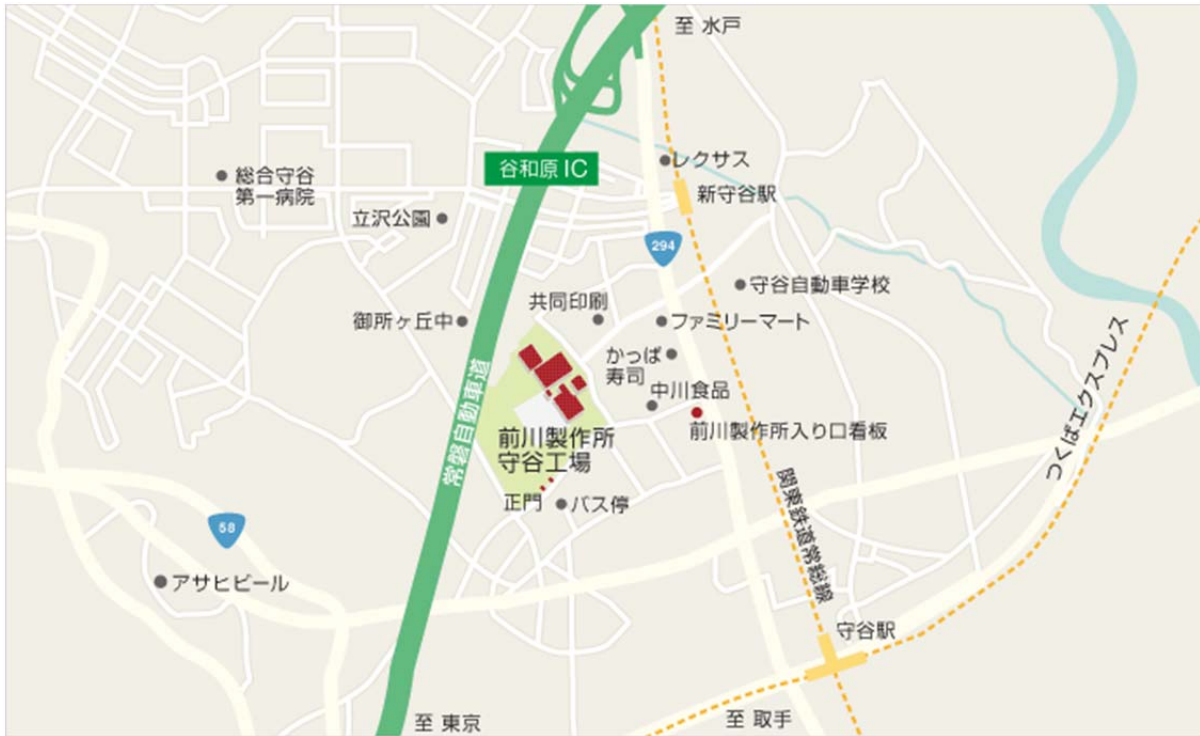 至 水戸
谷和原 IC
レクサス
総合守谷
第一病院
新守谷駅
立沢公園
294
守谷自動車学校
共同印刷
御所ヶ丘中
ファミリーマート
かっぱ
寿司
中川食品
常磐自動車道
つくばエクスプレス
前川製作所
守谷工場
前川製作所入り口看板
正門
バス停
関東鉄道常総線
58
アサヒビール
守谷駅
至 東京
至 取手